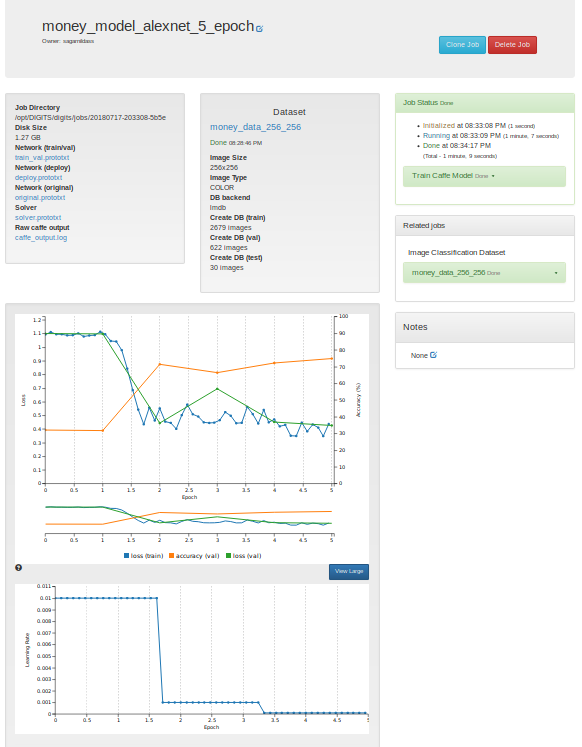 money_model_alexnet_5_epoch
Owner: sagarnildass
Clone Job
Delete Job
Job Directory
/opt/DIGITS/digits/jobs/20180717-203308-5b5e
Disk Size
1.27 GB
Network (train/val)
train_val.prototxt
Network (deploy)
deploy.prototxt
Network (original)
original.prototxt
Solver
solver.prototxt
Raw caffe output
caffe_output.log
Dataset
money_data_256_256
Done 08:28:46 PM
Image Size
256x256
Image Type
COLOR
DB backend
lmdb
Create DB (train)
2679 images
Create DB (val)
622 images
Create DB (test)
30 images
Job Status Done
Initialized at 08:33:08 PM (1 second)
Running at 08:33:09 PM (1 minute, 7 seconds)
Done at 08:34:17 PM
(Total - 1 minute, 9 seconds)
Train Caffe Model Done
Related jobs
Image Classification Dataset
money_data_256_256 Done
Notes
None
1.2
1.1
1
0.9
0.8
0.7
0.6
0.5
0.4
0.3
0.2
0.1
0
Loss
100
90
80
70
60
50
40
30
20
10
0
Accuracy (%)
0 0.5 1 1.5 2 2.5 3 3.5 4 4.5 5
Epoch
0 0.5 1 1.5 2 2.5 3 3.5 4 4.5 5
loss (train) accuracy (val) loss (val)
View Large
0.011
0.01
0.009
0.008
0.007
0.006
0.005
0.004
0.003
0.002
0.001
0
Learning Rate
0 0.5 1 1.5 2 2.5 3 3.5 4 4.5 5
Epoch